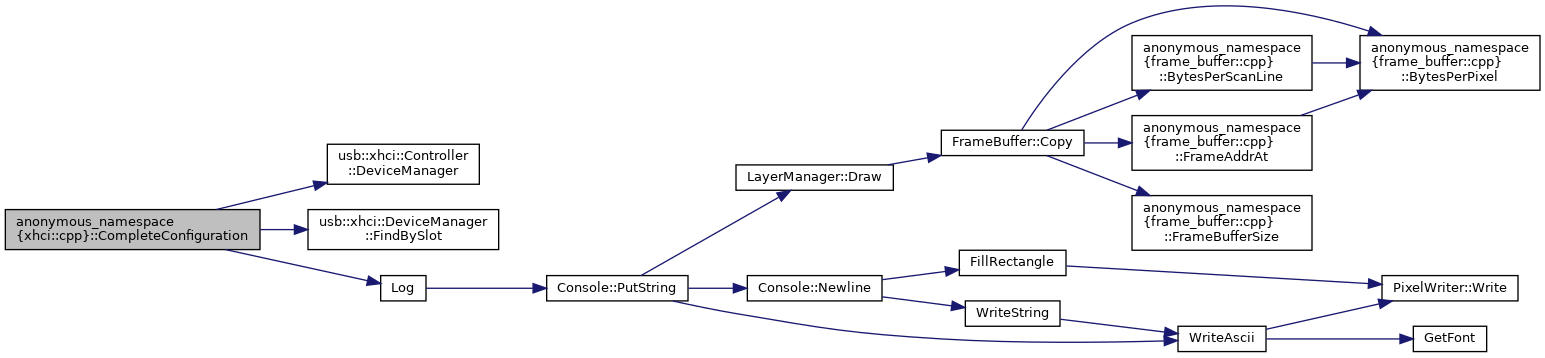 anonymous_namespace
{xhci::cpp}::CompleteConfiguration
usb::xhci::Controller
::DeviceManager
usb::xhci::DeviceManager
::FindBySlot
Log
Console::PutString
LayerManager::Draw
Console::Newline
FrameBuffer::Copy
FillRectangle
WriteString
anonymous_namespace
{frame_buffer::cpp}
::BytesPerScanLine
anonymous_namespace
{frame_buffer::cpp}
::FrameAddrAt
anonymous_namespace
{frame_buffer::cpp}
::FrameBufferSize
WriteAscii
anonymous_namespace
{frame_buffer::cpp}
::BytesPerPixel
PixelWriter::Write
GetFont